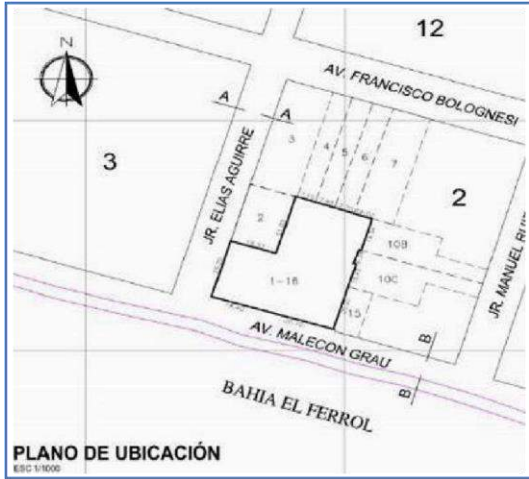 12
N
AV. FRANCISCO BOLOGNESI
A
A
3
3
4
5
6
7
2
JR. ELIAS AGUIRRE
2
10B
10C
1-16
15
JR. MANUEL RUI
B
AV. MALECON GRAU
B
BAHIA EL FERROL
PLANO DE UBICACIÓN
ESC 1/1000